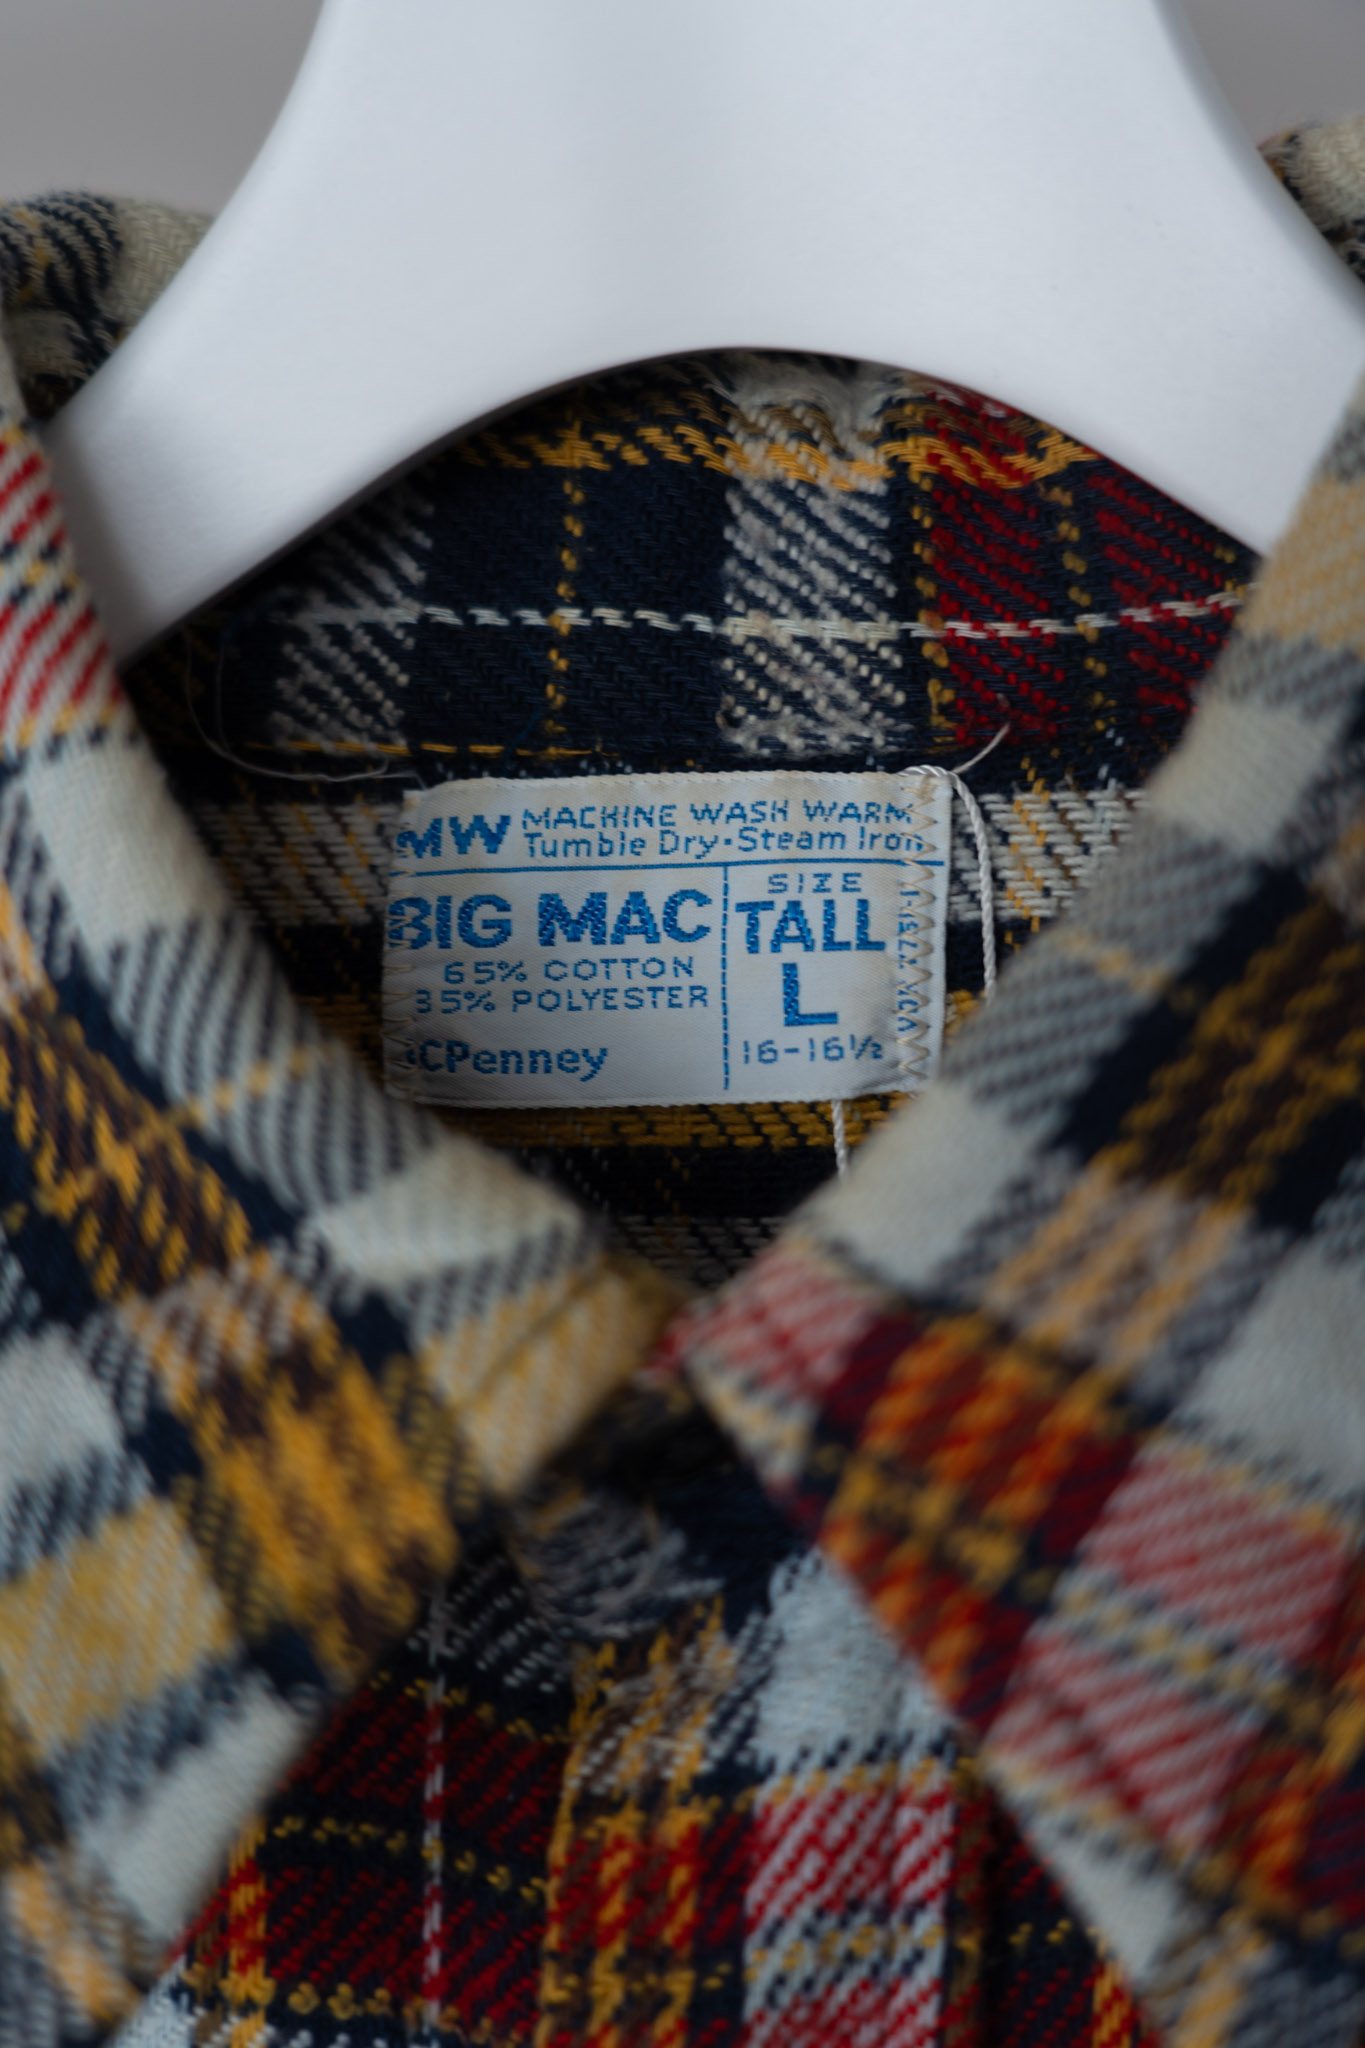 MW MACHINE WASH WARM
Tumble Dry·Steam Iron
BIG MAC
65% COTTON
35% POLYESTER
CPenney
SIZE
TALL
L
16-16½